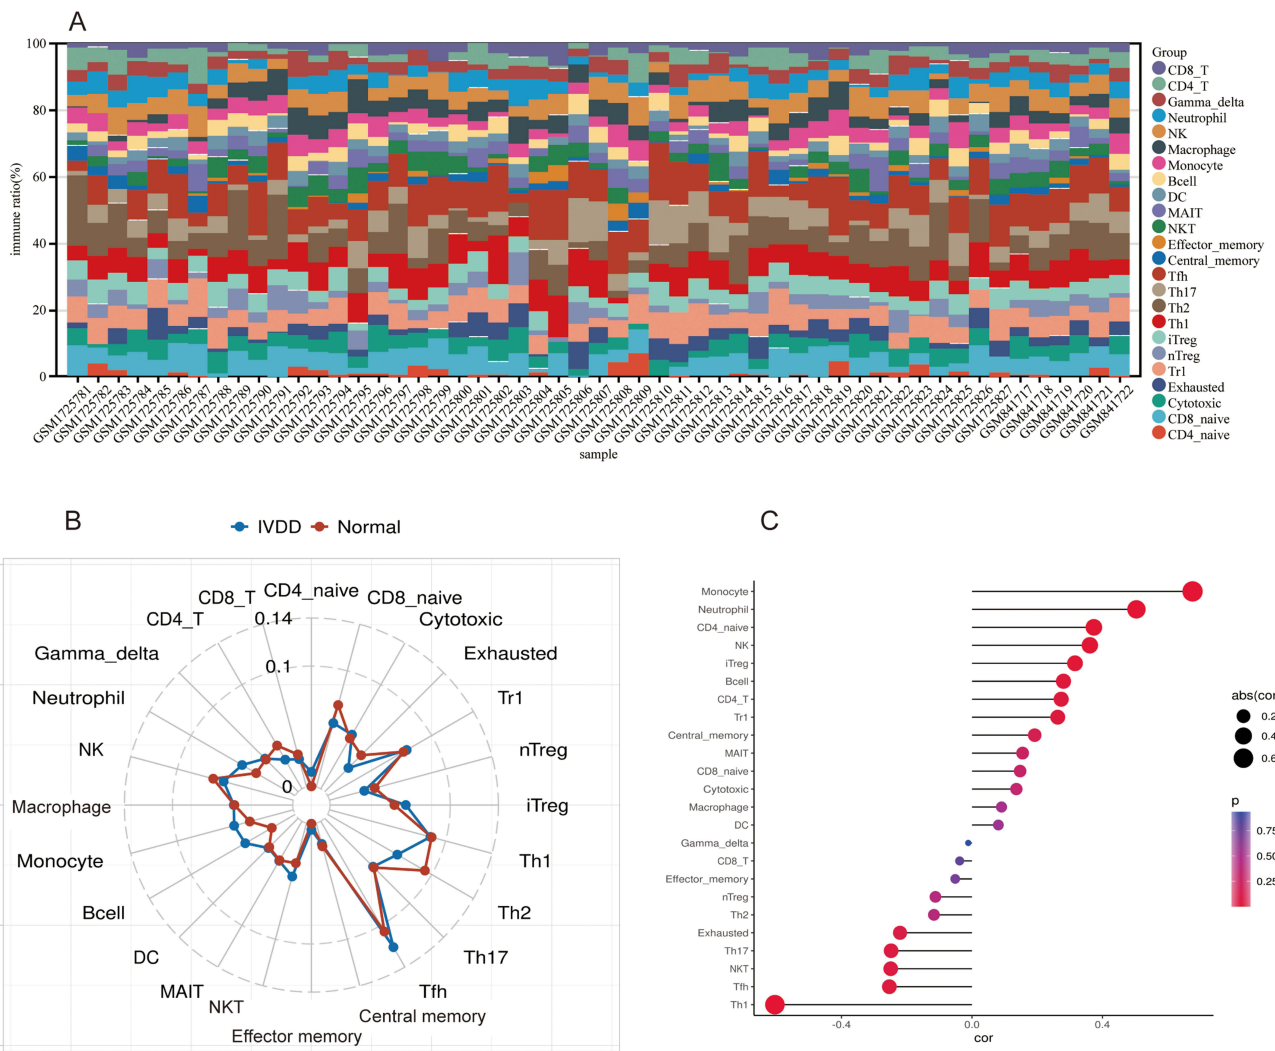 A
100
80
60
40
20
0
immune ratio(%)
GSM1725781
GSM1725782
GSM1725783
GSM1725784
GSM1725785
GSM1725786
GSM1725787
GSM1725788
GSM1725789
GSM1725790
GSM1725791
GSM1725792
GSM1725793
GSM1725794
GSM1725795
GSM1725796
GSM1725797
GSM1725798
GSM1725799
GSM1725800
GSM1725801
GSM1725802
GSM1725803
GSM1725804
GSM1725805
GSM1725806
GSM1725807
GSM1725808
GSM1725809
GSM1725810
GSM1725811
GSM1725812
GSM1725813
GSM1725814
GSM1725815
GSM1725816
GSM1725817
GSM1725818
GSM1725819
GSM1725820
GSM1725821
GSM1725822
GSM1725823
GSM1725824
GSM1725825
GSM1725826
GSM1725827
GSM841717
GSM841718
GSM841719
GSM841720
GSM841721
GSM841722
sample
Group
CD8_T
CD4_T
Gamma_delta
Neutrophil
NK
Macrophage
Monocyte
Bcell
DC
MAIT
NKT
Effector_memory
Central_memory
Tfh
Th17
Th2
Th1
iTreg
nTreg
Tr1
Exhausted
Cytotoxic
CD8_naive
CD4_naive
B
IVDD
Normal
CD4_naive
CD8_naive
Cytotoxic
Exhausted
Tr1
nTreg
iTreg
Th1
Th2
Th17
Tfh
Central memory
Effector memory
NKT
MAIT
DC
Bcell
Monocyte
Macrophage
NK
Neutrophil
Gamma_delta
CD4_T
CD8_T
0.14
0.1
0
C
Monocyte
Neutrophil
CD4_naive
NK
iTreg
Bcell
CD4_T
Tr1
Central_memory
MAIT
CD8_naive
Cytotoxic
Macrophage
DC
Gamma_delta
CD8_T
Effector_memory
nTreg
Th2
Exhausted
Th17
NKT
Tfh
Th1
-0.4
0.0
0.4
cor
abs(cor
0.2
0.4
0.6
p
0.75
0.50
0.25